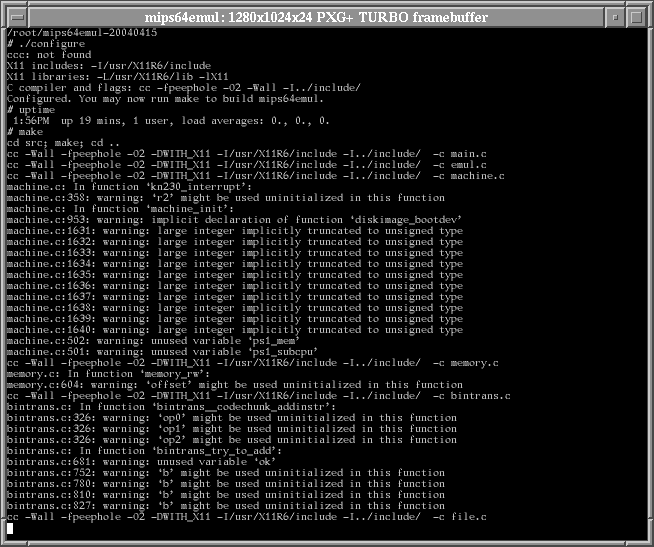 mips64emul: 1280x1024x24 PXG+ TURBO framebuffer
/root/mips64emul-20040415
# ./configure
ccc: not found
X11 includes: -I/usr/X11R6/include
X11 libraries: -L/usr/X11R6/lib -lX11
C compiler and flags: cc -fpeephole -O2 -Wall -I../include/
Configured. You may now run make to build mips64emul.
# uptime
 1:56PM  up 19 mins, 1 user, load averages: 0., 0., 0.
# make
cd src; make; cd ..
cc -Wall -fpeephole -O2 -DWITH_X11 -I/usr/X11R6/include -I../include/  -c main.c
cc -Wall -fpeephole -O2 -DWITH_X11 -I/usr/X11R6/include -I../include/  -c emul.c
cc -Wall -fpeephole -O2 -DWITH_X11 -I/usr/X11R6/include -I../include/  -c machine.c
machine.c: In function `kn230_interrupt':
machine.c:358: warning: `r2' might be used uninitialized in this function
machine.c: In function `machine_init':
machine.c:953: warning: implicit declaration of function `diskimage_bootdev'
machine.c:1631: warning: large integer implicitly truncated to unsigned type
machine.c:1632: warning: large integer implicitly truncated to unsigned type
machine.c:1633: warning: large integer implicitly truncated to unsigned type
machine.c:1634: warning: large integer implicitly truncated to unsigned type
machine.c:1635: warning: large integer implicitly truncated to unsigned type
machine.c:1636: warning: large integer implicitly truncated to unsigned type
machine.c:1637: warning: large integer implicitly truncated to unsigned type
machine.c:1638: warning: large integer implicitly truncated to unsigned type
machine.c:1639: warning: large integer implicitly truncated to unsigned type
machine.c:1640: warning: large integer implicitly truncated to unsigned type
machine.c:502: warning: unused variable `ps1_mem'
machine.c:501: warning: unused variable `ps1_subcpu'
cc -Wall -fpeephole -O2 -DWITH_X11 -I/usr/X11R6/include -I../include/  -c memory.c
memory.c: In function `memory_rw':
memory.c:604: warning: `offset' might be used uninitialized in this function
cc -Wall -fpeephole -O2 -DWITH_X11 -I/usr/X11R6/include -I../include/  -c bintrans.c
bintrans.c: In function `bintrans__codechunk_addinstr':
bintrans.c:326: warning: `op0' might be used uninitialized in this function
bintrans.c:326: warning: `op1' might be used uninitialized in this function
bintrans.c:326: warning: `op2' might be used uninitialized in this function
bintrans.c: In function `bintrans_try_to_add':
bintrans.c:681: warning: unused variable `ok'
bintrans.c:752: warning: `b' might be used uninitialized in this function
bintrans.c:780: warning: `b' might be used uninitialized in this function
bintrans.c:810: warning: `b' might be used uninitialized in this function
bintrans.c:827: warning: `b' might be used uninitialized in this function
cc -Wall -fpeephole -O2 -DWITH_X11 -I/usr/X11R6/include -I../include/  -c file.c